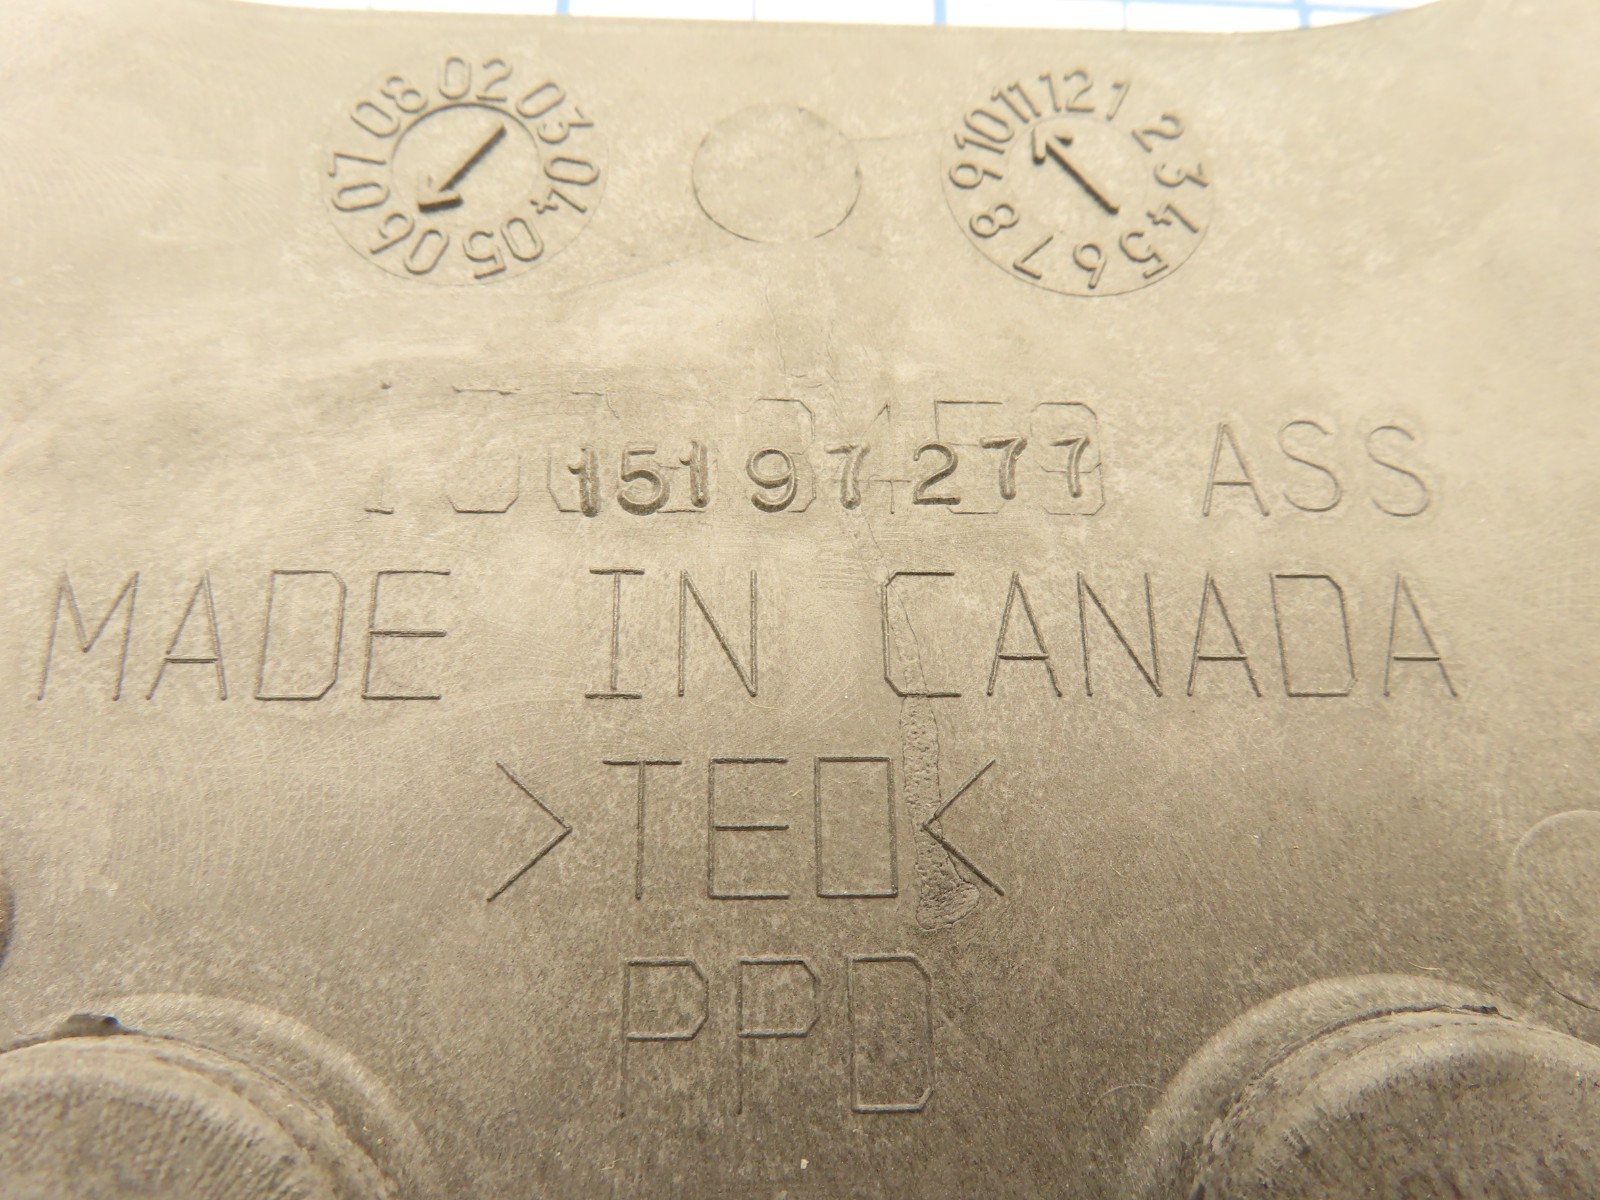 02 03 04 05 06 07 08
12 1 2 3 4 5 6 7 8 9 10 11
15197277 ASS
MADE IN CANADA
>TEO<
PPD